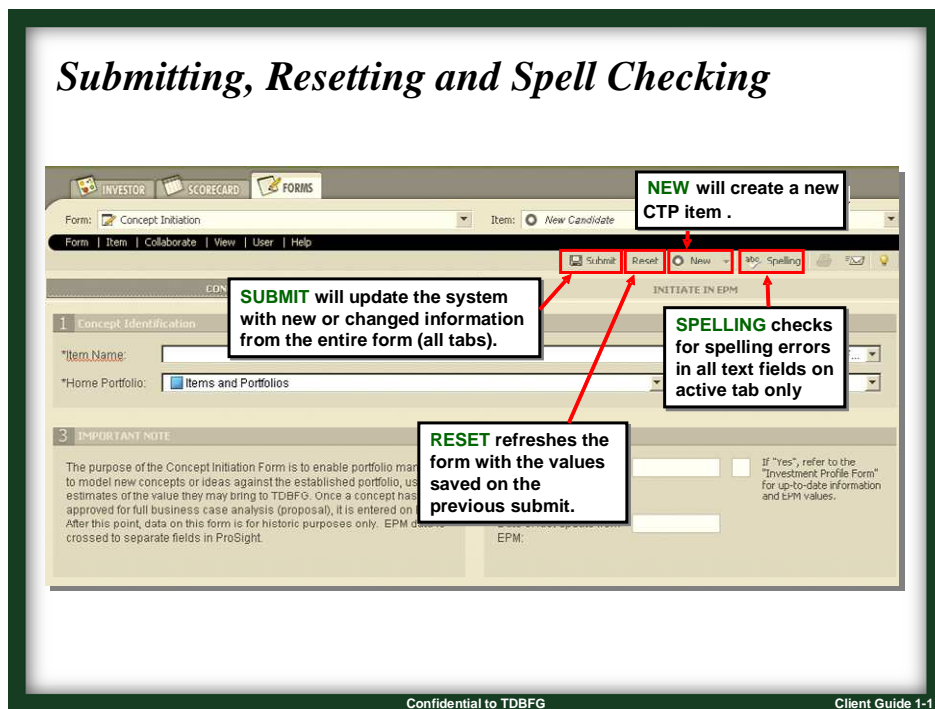 Submitting, Resetting and Spell Checking
INVESTOR SCORECARD FORMS
NEW will create a new
CTP item .
Form: Concept Initiation Item: New Candidate
Form | Item | Collaborate | View | User | Help
Submit Reset New abc Spelling
INITIATE IN EPM
SUBMIT will update the system
with new or changed information
from the entire form (all tabs).
SPELLING checks
for spelling errors
in all text fields on
active tab only
1 Concept Identification
*Item Name:
*Home Portfolio: Items and Portfolios
RESET refreshes the
form with the values
saved on the
previous submit.
3 IMPORTANT NOTE
The purpose of the Concept Initiation Form is to enable portfolio
to model new concepts or ideas against the established portfolio,
estimates of the value they may bring to TDBFG. Once a concept has
approved for full business case analysis (proposal), it is entered on
After this point, data on this form is for historic purposes only. EPM
crossed to separate fields in ProSight.
If "Yes", refer to the
"Investment Profile Form"
for up-to-date information
and EPM values.
EPM:
Confidential to TDBFG
Client Guide 1-1